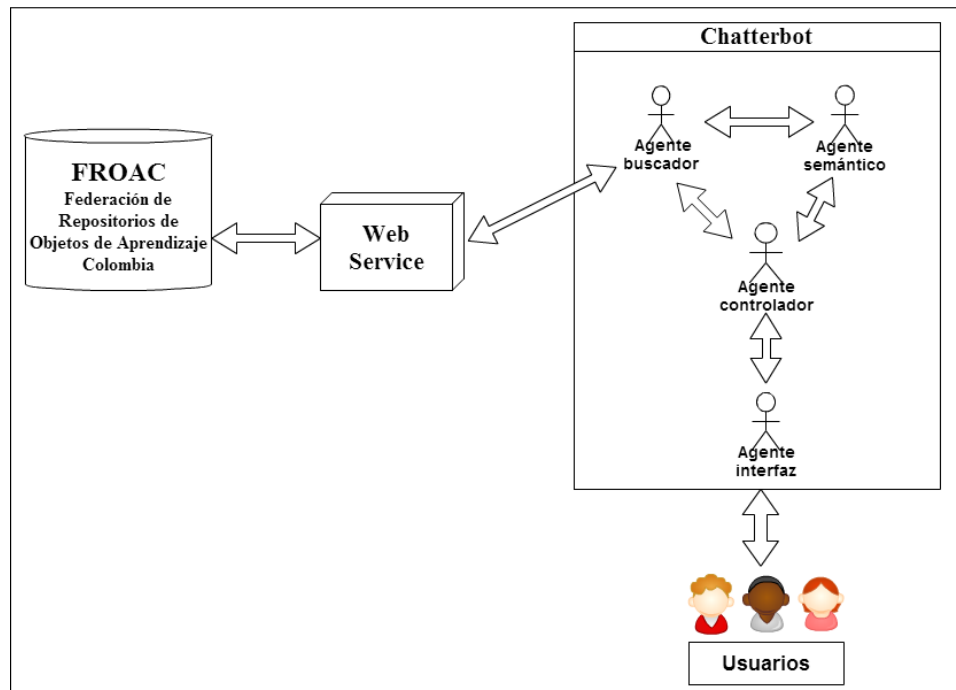 Chatterbot
Agente
buscador
Agente
semántico
FROAC
Federación de
Repositorios de
Objetos de Aprendizaje
Colombia
Web
Service
Agente
controlador
Agente
interfaz
Usuarios